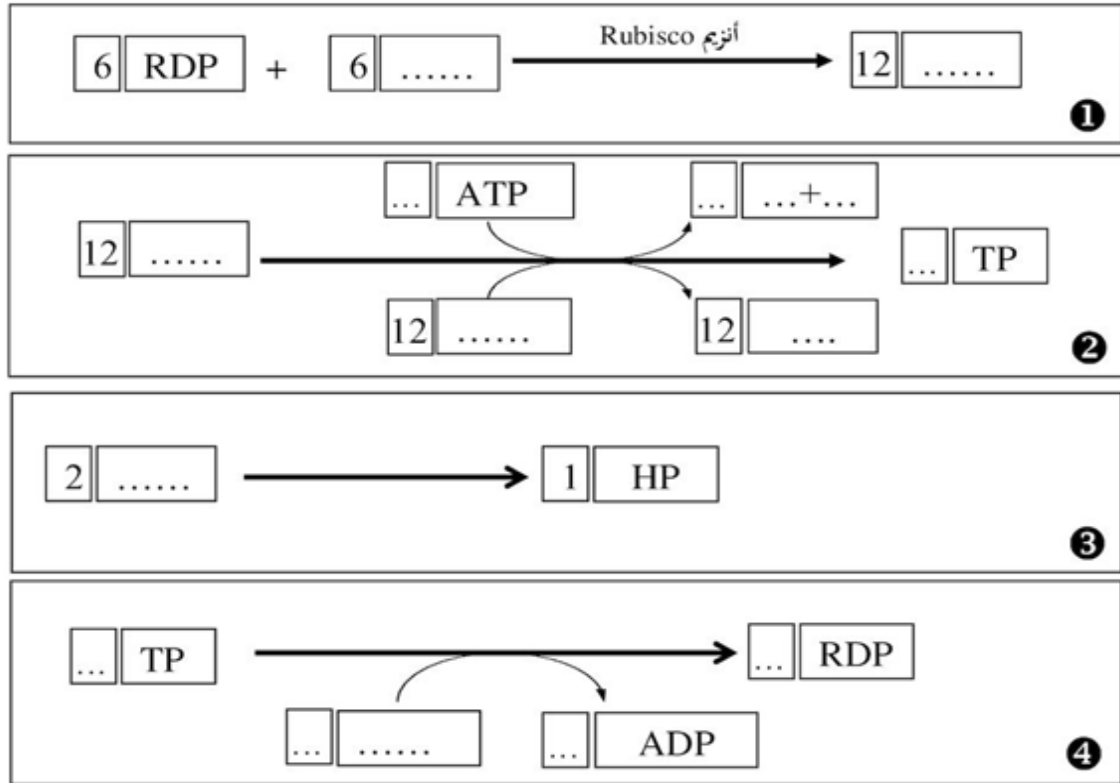 6 RDP + 6 ...... أنزيم Rubisco 12 ......
❶
... ATP ... ...+...
12 ...... ... TP
12 ...... 12 ....
❷
2 ...... 1 HP
❸
... TP ... RDP
... ...... ... ADP
❹